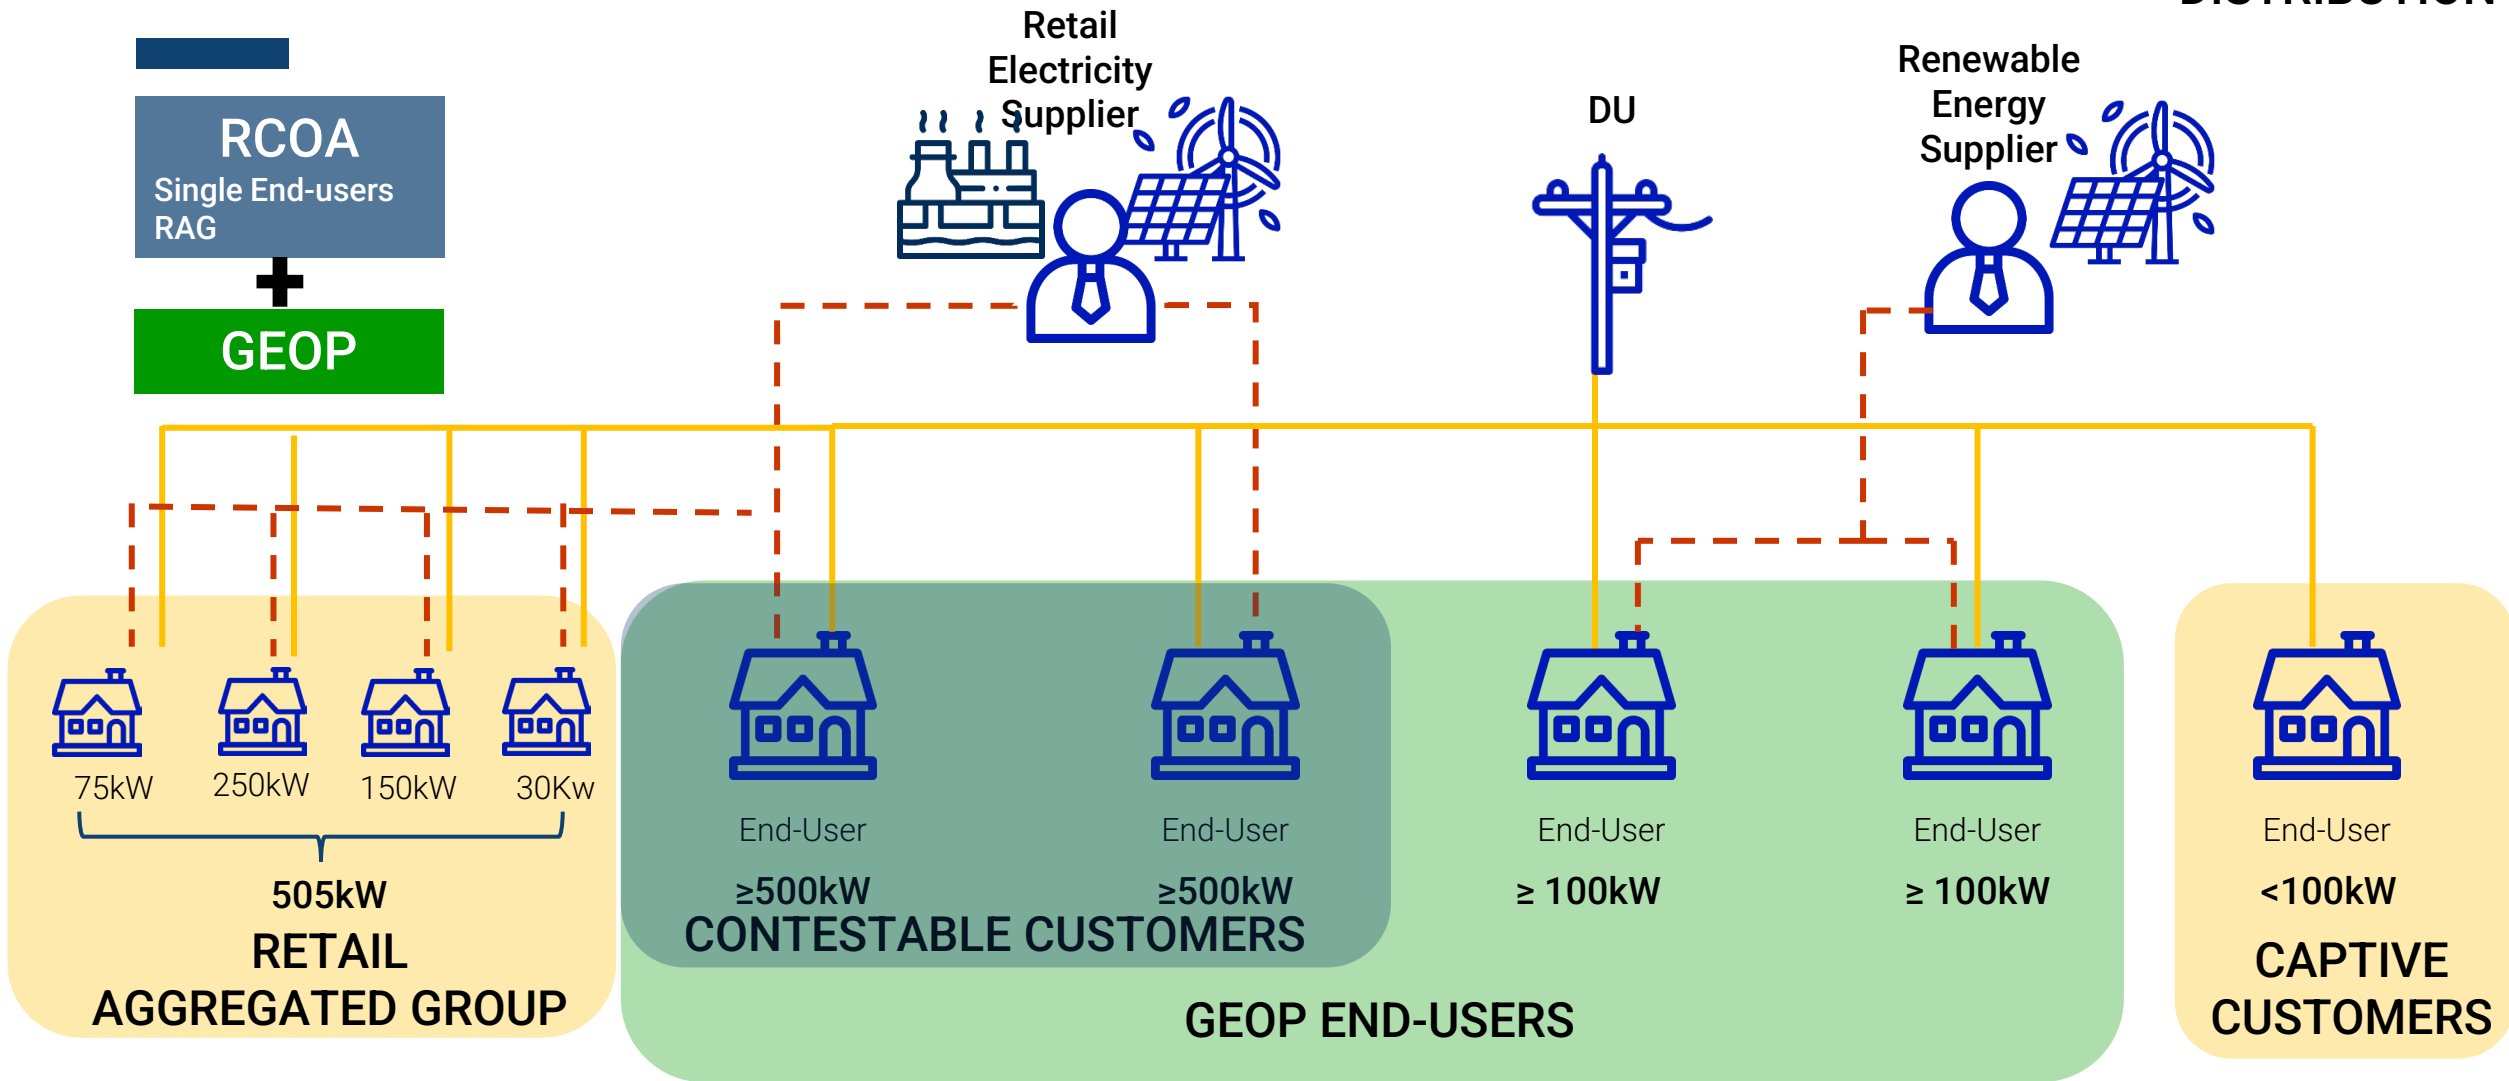 DISTRIBUTION
RCOA
Single End-users
RAG
GEOP
Retail
Electricity
Supplier
DU
Renewable
Energy
Supplier
75kW
250kW
150kW
30Kw
505kW
RETAIL
AGGREGATED GROUP
End-User
≥500kW
End-User
≥500kW
CONTESTABLE CUSTOMERS
End-User
≥ 100kW
End-User
≥ 100kW
GEOP END-USERS
End-User
<100kW
CAPTIVE
CUSTOMERS